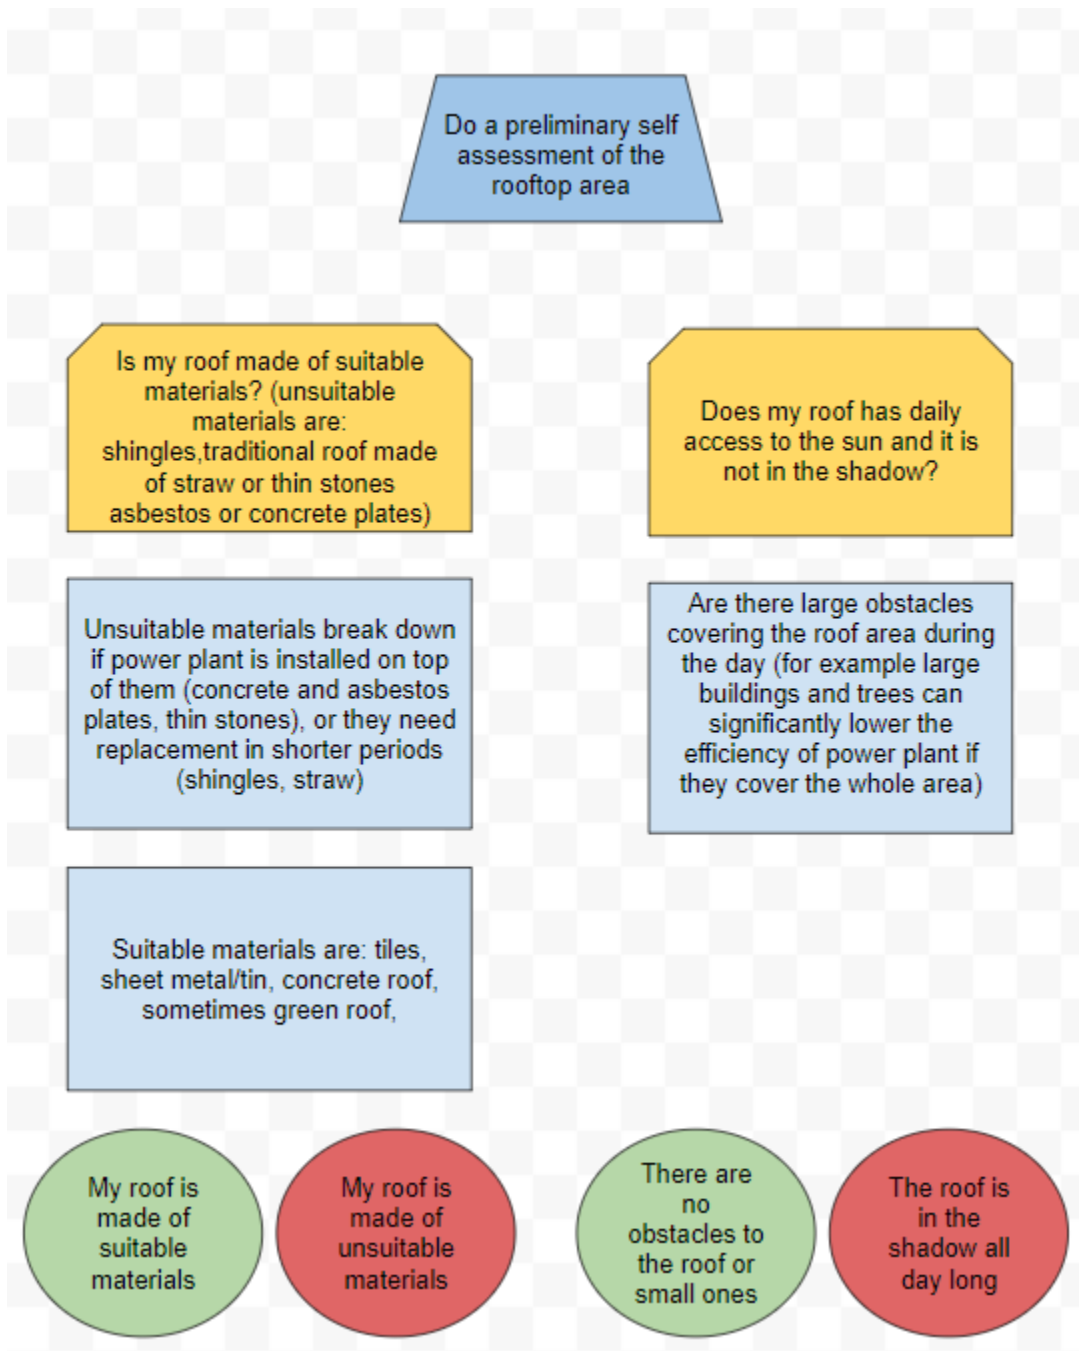 Do a preliminary self
assessment of the
rooftop area
Is my roof made of suitable
materials? (unsuitable
materials are:
shingles,traditional roof made
of straw or thin stones
asbestos or concrete plates)
Does my roof has daily
access to the sun and it is
not in the shadow?
Unsuitable materials break down
if power plant is installed on top
of them (concrete and asbestos
plates, thin stones), or they need
replacement in shorter periods
(shingles, straw)
Are there large obstacles
covering the roof area during
the day (for example large
buildings and trees can
significantly lower the
efficiency of power plant if
they cover the whole area)
Suitable materials are: tiles,
sheet metal/tin, concrete roof,
sometimes green roof,
My roof is
made of
suitable
materials
My roof is
made of
unsuitable
materials
There are
no
obstacles to
the roof or
small ones
The roof is
in the
shadow all
day long